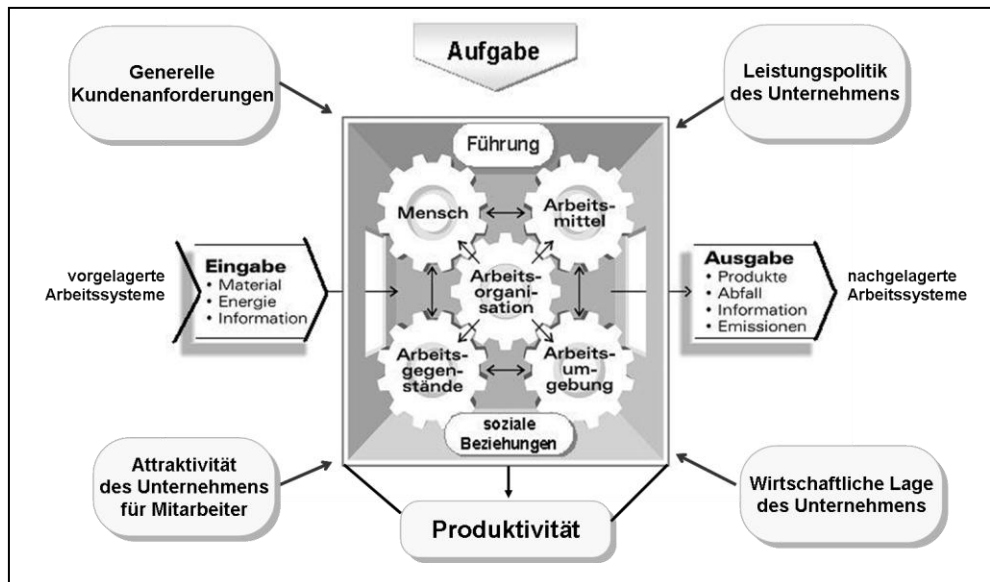 Aufgabe
Generelle
Kundenanforderungen
Leistungspolitik
des Unternehmens
Führung
Mensch
Arbeits-
mittel
vorgelagerte
Arbeitssysteme
Eingabe
• Material
• Energie
• Information
Arbeits-
organi-
sation
Ausgabe
• Produkte
• Abfall
• Information
• Emissionen
nachgelagerte
Arbeitssysteme
Arbeits-
gegen-
stände
Arbeits-
um-
gebung
soziale
Beziehungen
Attraktivität
des Unternehmens
für Mitarbeiter
Produktivität
Wirtschaftliche Lage
des Unternehmens